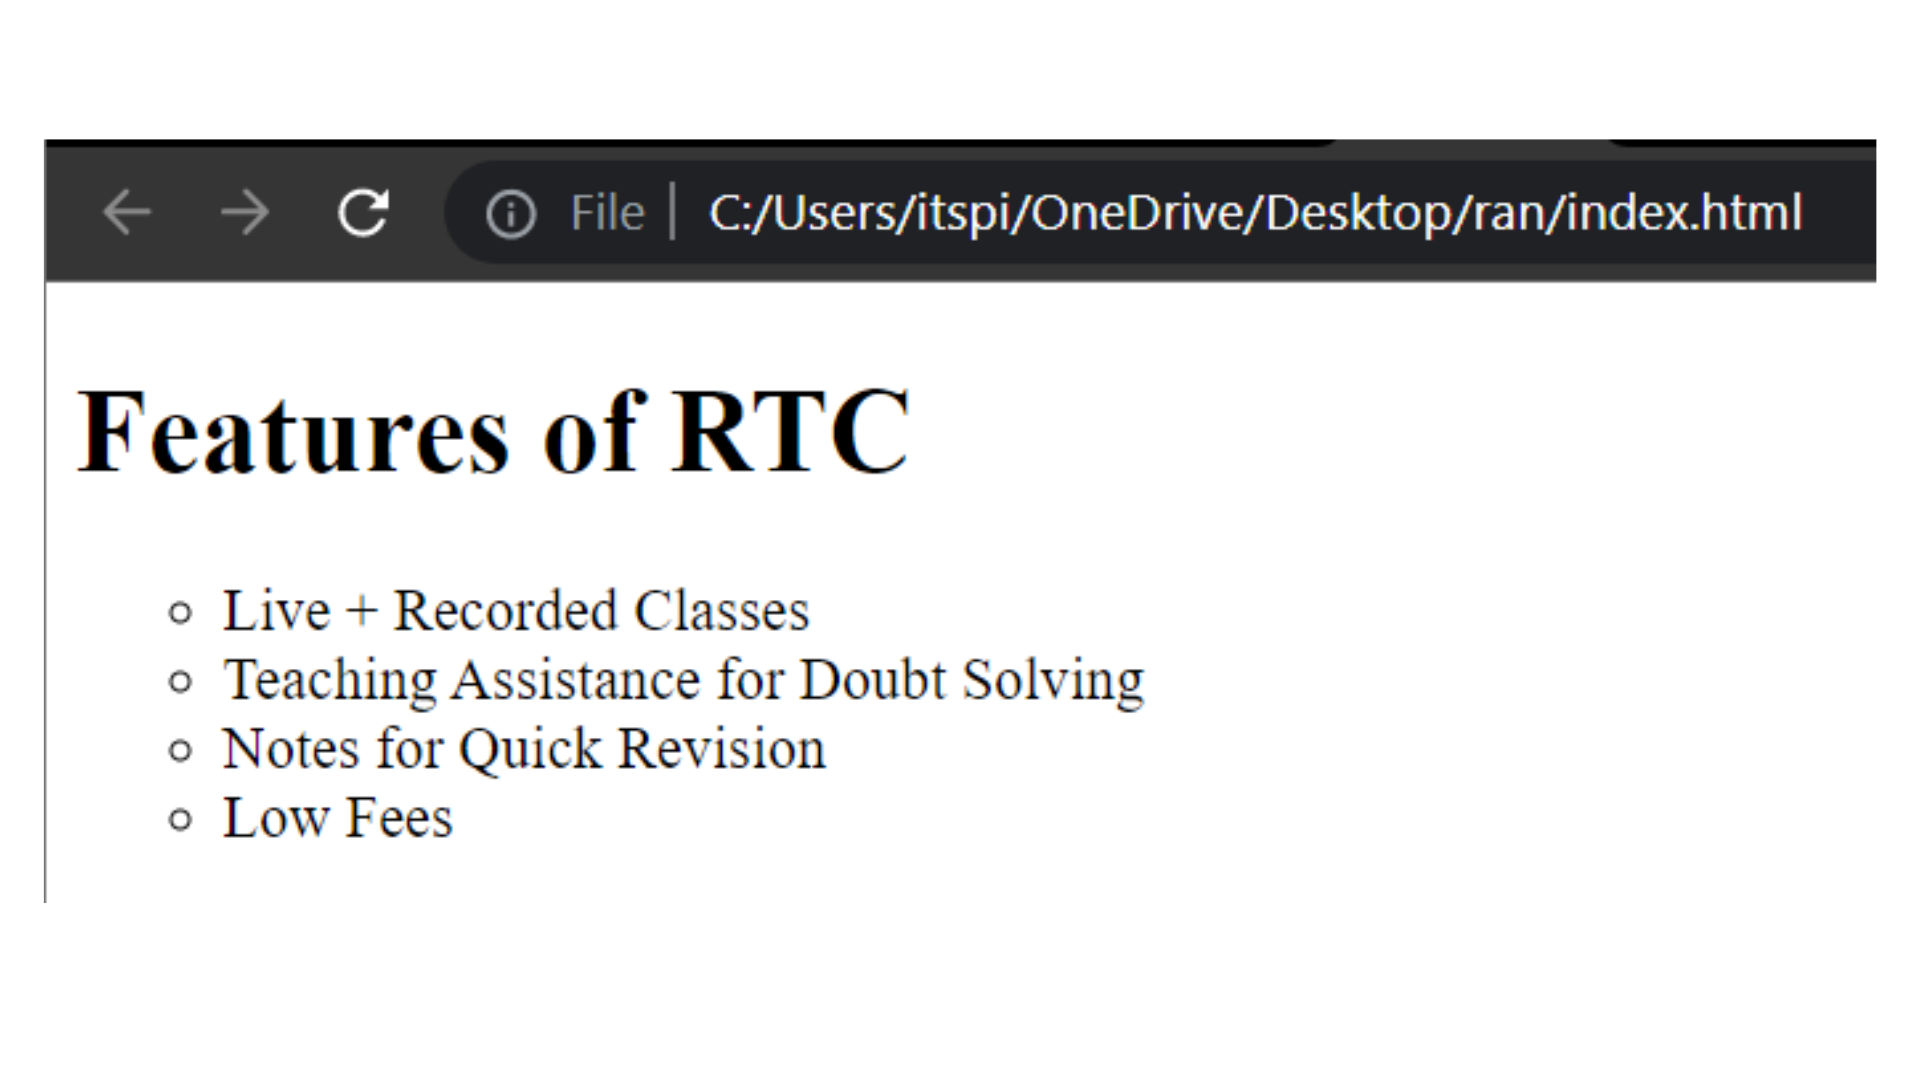 File | C:/Users/itspi/OneDrive/Desktop/ran/index.html
Features of RTC
Live + Recorded Classes
Teaching Assistance for Doubt Solving
Notes for Quick Revision
Low Fees